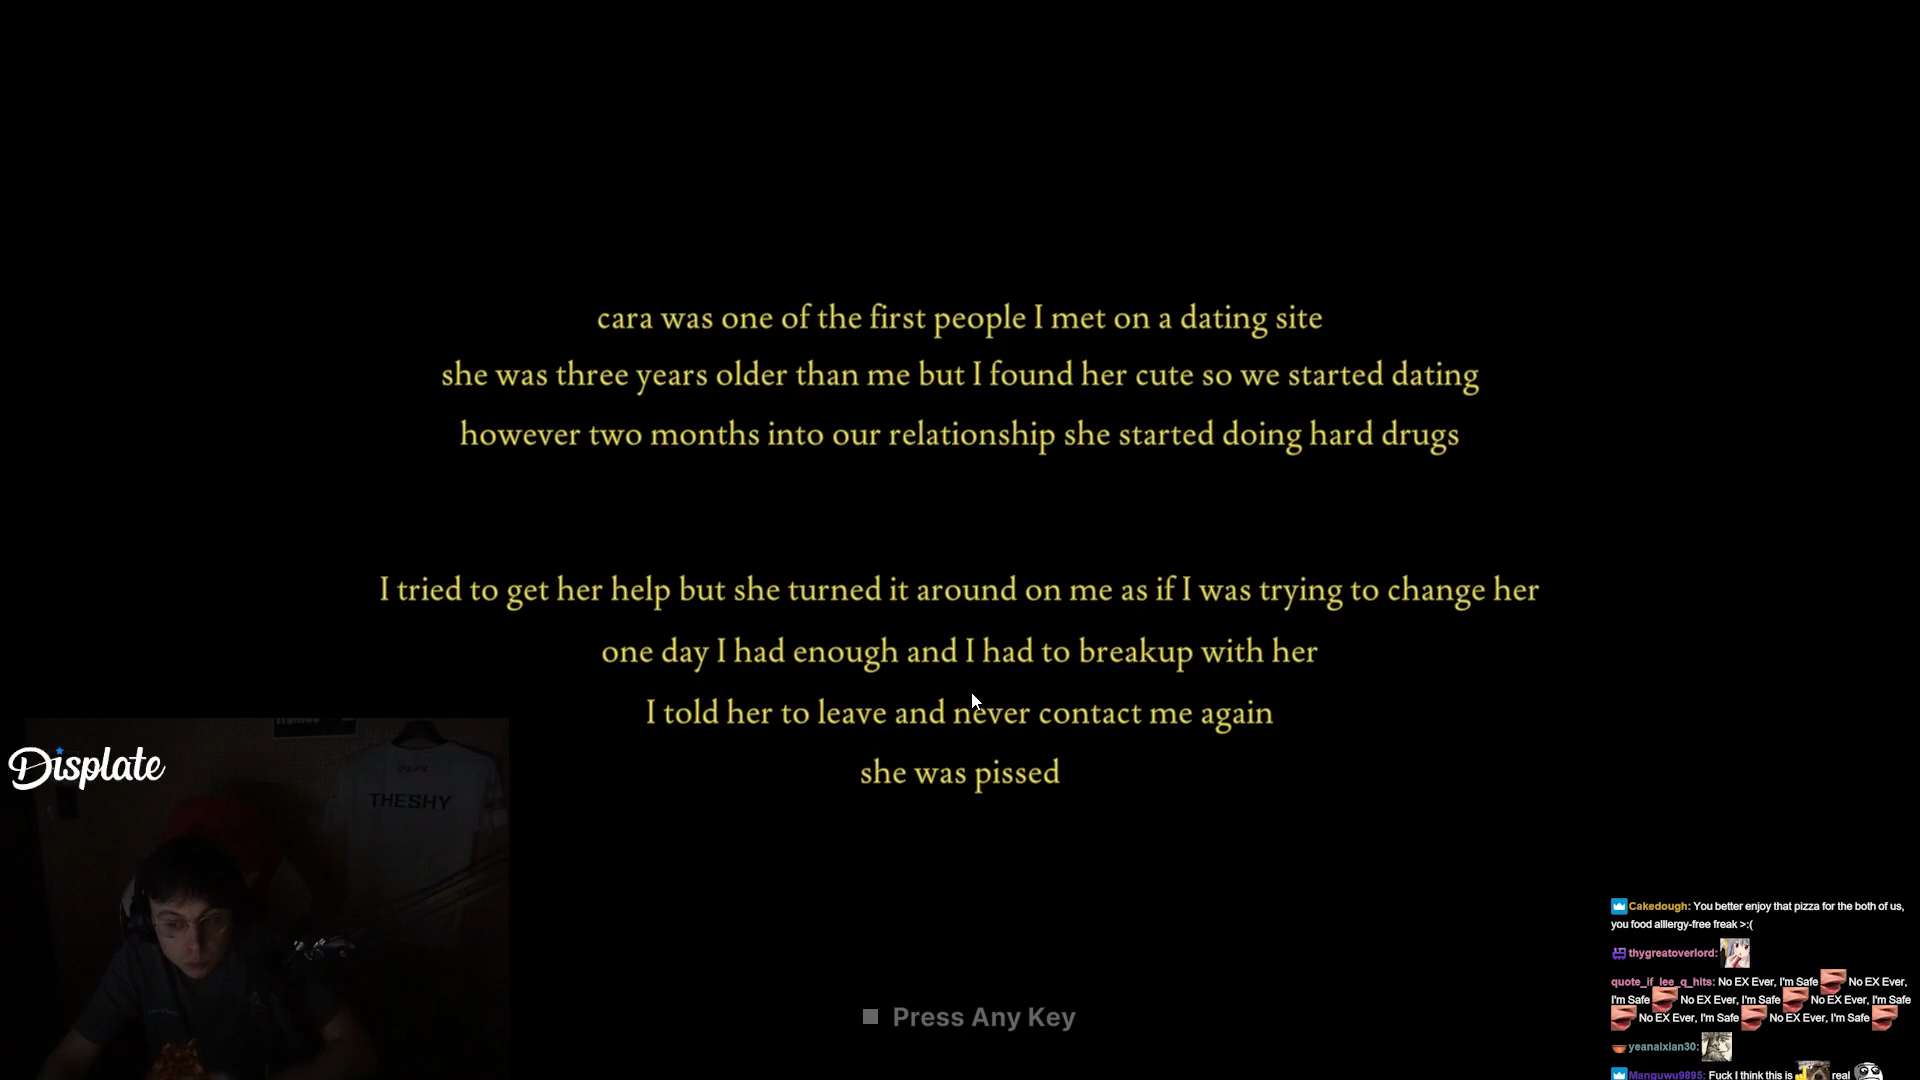 cara was one of the first people I met on a dating site
she was three years older than me but I found her cute so we started dating
however two months into our relationship she started doing hard drugs
I tried to get her help but she turned it around on me as if I was trying to change her
one day I had enough and I had to breakup with her
I told her to leave and never contact me again
she was pissed
Displate
THESHY
Press Any Key
Cakedough: You better enjoy that pizza for the both of us,
you food alllergy-free freak >:(
thygreatoverlord:
quote_if_lee_q_hits: No EX Ever, I'm Safe No EX Ever,
I'm Safe No EX Ever, I'm Safe No EX Ever, I'm Safe
No EX Ever, I'm Safe No EX Ever, I'm Safe
yeanaixian30:
Manguwu9895: Fuck I think this is real